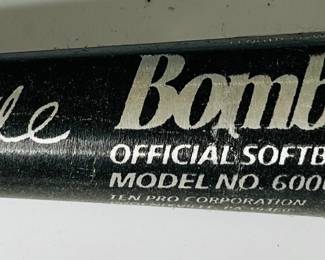 Bomb
OFFICIAL SOFTB
MODEL NO. 600
TEN PRO CORPORATION